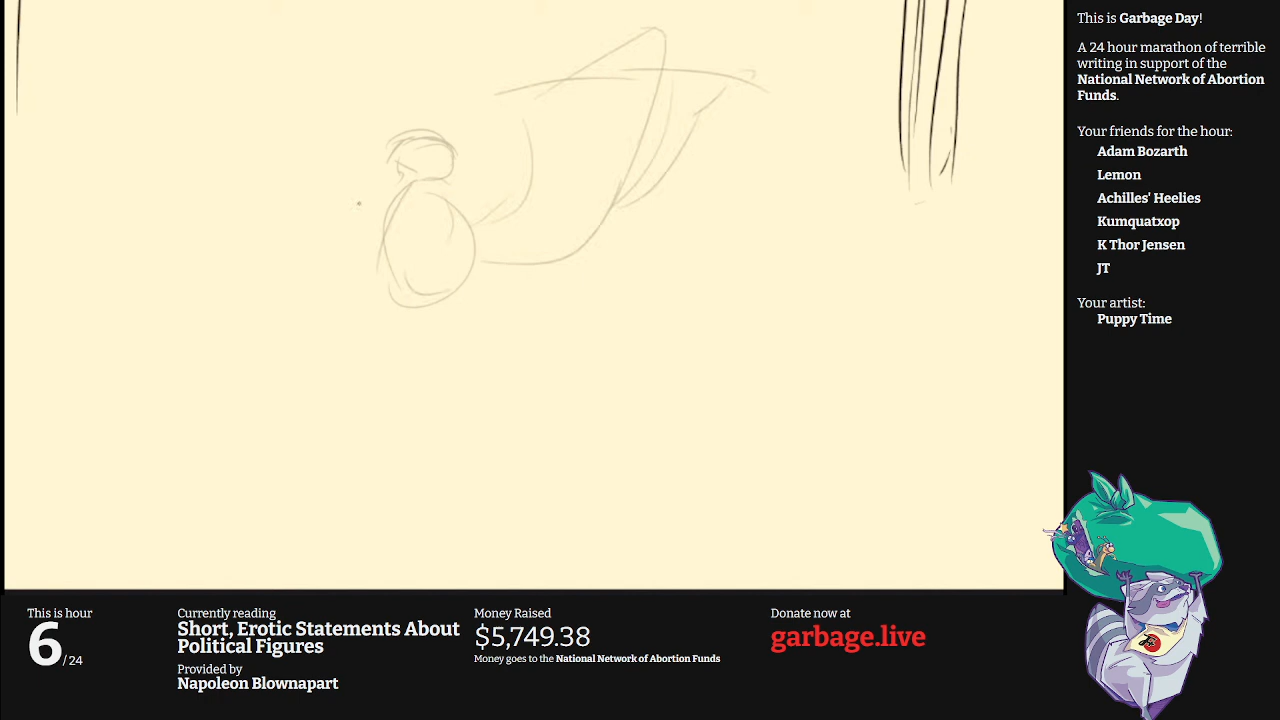 This is Garbage Day!
A 24 hour marathon of terrible
writing in support of the
National Network of Abortion
Funds.
Your friends for the hour:
Adam Bozarth
Lemon
Achilles' Heelies
Kumquatxop
K Thor Jensen
JT
Your artist:
Puppy Time
This is hour
6/24
Currently reading
Short, Erotic Statements About
Political Figures
Provided by
Napoleon Blownapart
Money Raised
$5,749.38
Money goes to the National Network of Abortion Funds
Donate now at
garbage.live